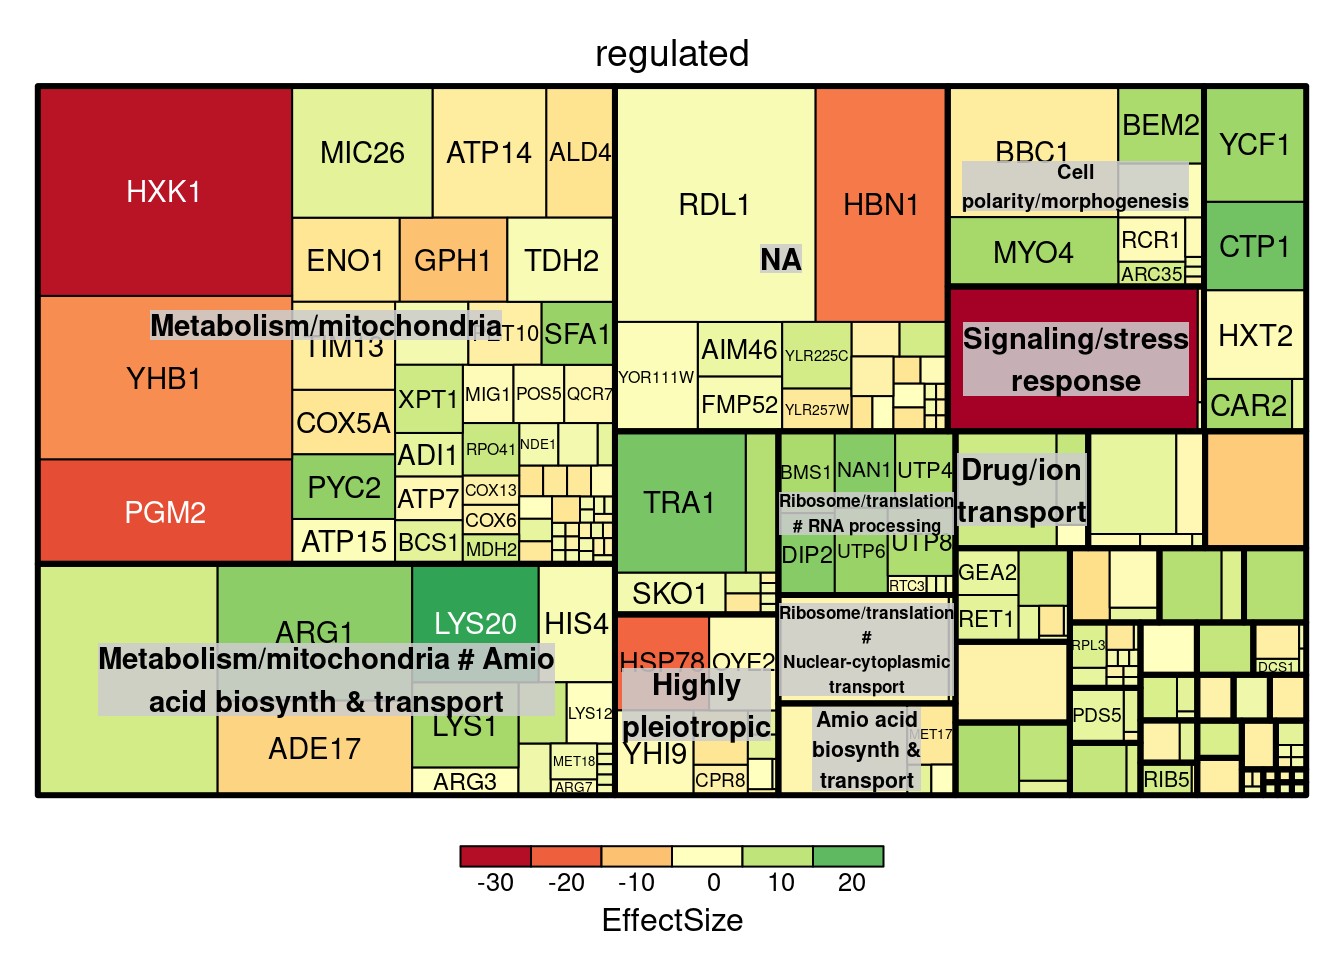 regulated
HXK1
MIC26
ATP14
ALD4
RDL1
HBN1
BBC1
BEM2
YCF1
Cell
polarity/morphogenesis
ENO1
GPH1
TDH2
NA
MYO4
RCR1
ARC35
CTP1
Metabolism/mitochondria
TIM13
SFA1
YHB1
XPT1
MIG1
POS5
QCR7
COX5A
RPO41
NDE1
ADI1
PYC2
ATP7
COX13
COX6
PGM2
ATP15
BCS1
MDH2
YOR111W
AIM46
YLR225C
FMP52
YLR257W
Signaling/stress
response
HXT2
CAR2
TRA1
SKO1
BMS1
NAN1
UTP4
Ribosome/translation
# RNA processing
DIP2
UTP6
UTP8
RTC3
Drug/ion
transport
GEA2
RET1
ARG1
LYS20
HIS4
Metabolism/mitochondria # Amio
acid biosynth & transport
ADE17
LYS1
LYS12
MET18
ARG3
ARG7
HSP78
OYE2
Highly
pleiotropic
YHI9
CPR8
Ribosome/translation
#
Nuclear-cytoplasmic
transport
Amio acid
biosynth &
transport
MET17
RPL3
PDS5
DCS1
RIB5
-30 -20 -10 0 10 20
EffectSize